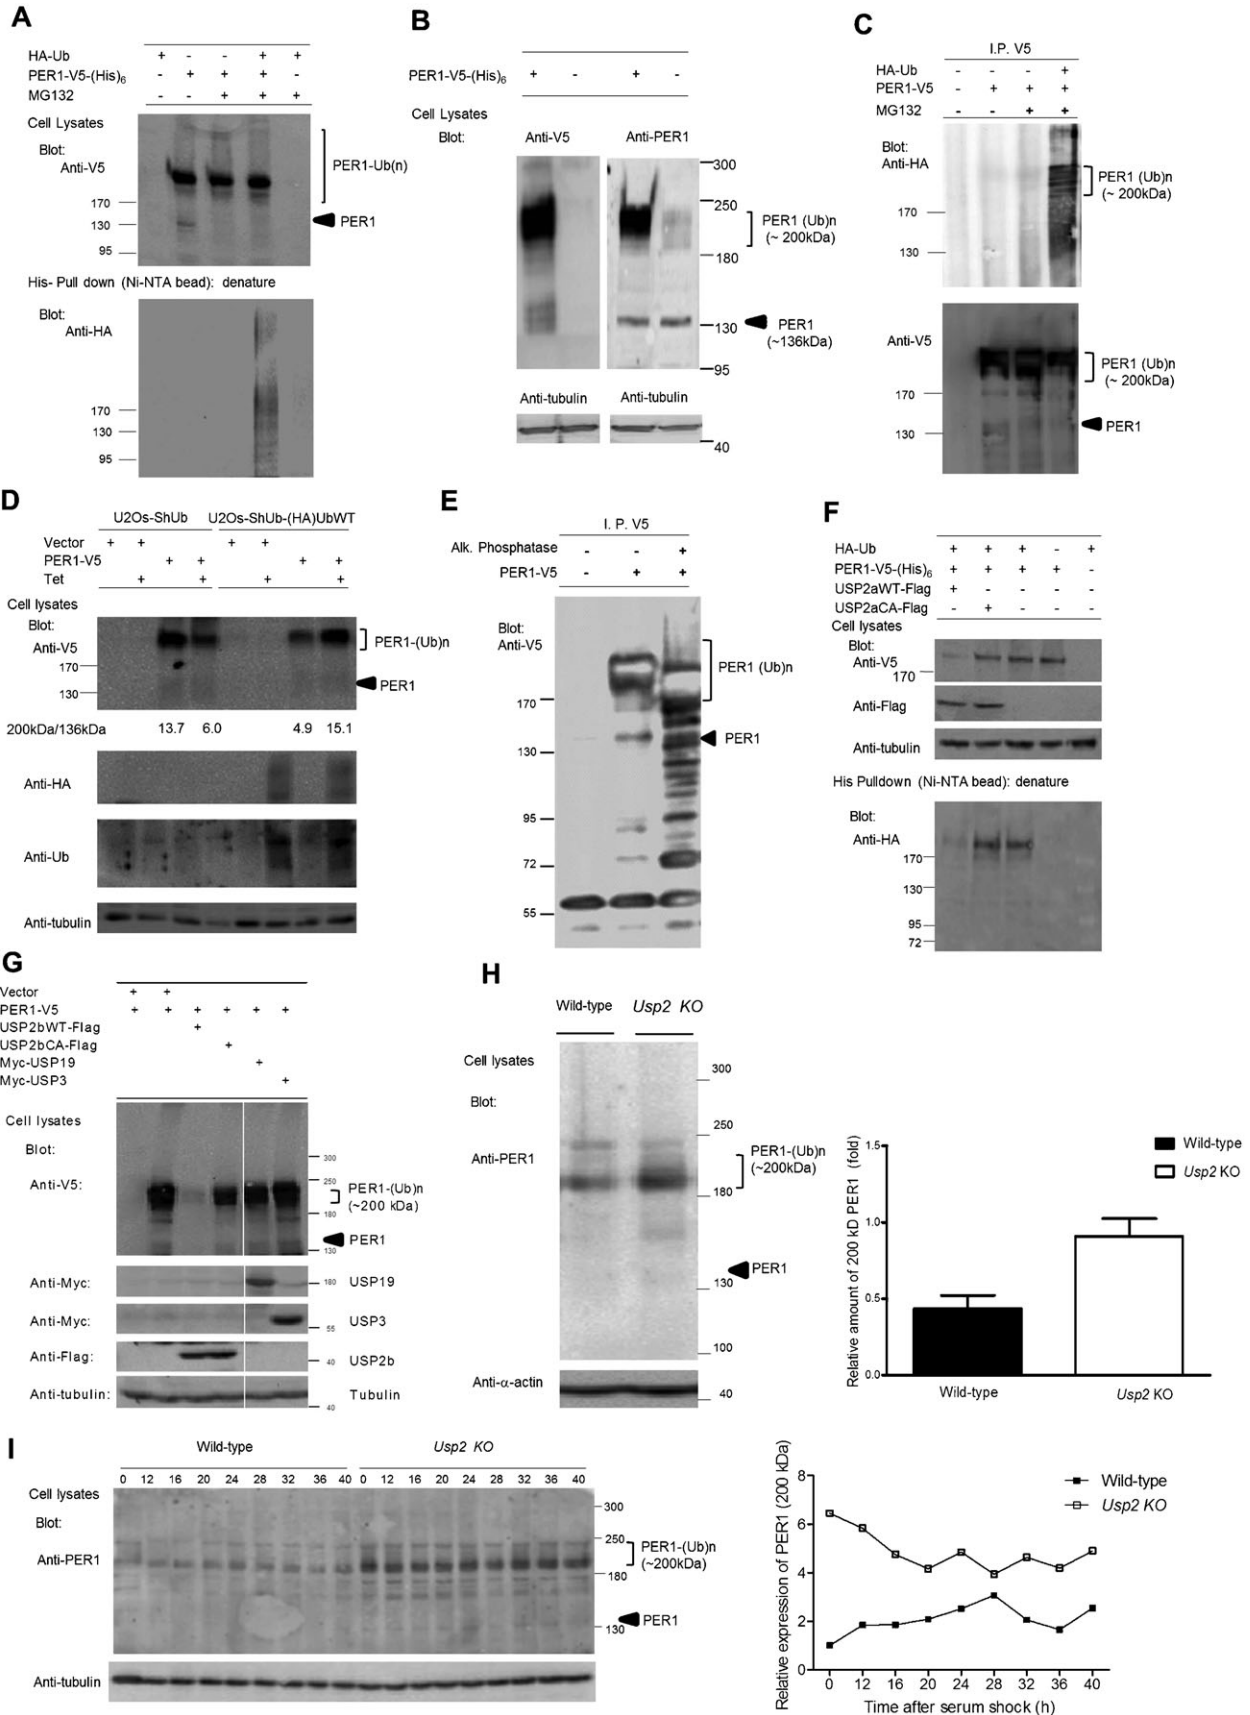 A
HA-Ub + - - + +
PER1-V5-(His)6 - + + + -
MG132 - - + + +
Cell Lysates
Blot:
Anti-V5
PER1-Ub(n)
170
130
PER1
95
His- Pull down (Ni-NTA bead): denature
Blot:
Anti-HA
170
130
95
B
PER1-V5-(His)6 + - + -
Cell Lysates
Blot: Anti-V5 Anti-PER1
300
250
PER1 (Ub)n
(~ 200kDa)
180
130
PER1
(~136kDa)
95
Anti-tubulin Anti-tubulin
40
C
I.P. V5
HA-Ub - - - +
PER1-V5 - + + +
MG132 - - + +
Blot:
Anti-HA
PER1 (Ub)n
(~ 200kDa)
170
130
Anti-V5
PER1 (Ub)n
(~ 200kDa)
170
PER1
130
D
U2Os-ShUb U2Os-ShUb-(HA)UbWT
Vector + + + +
PER1-V5 + + + +
Tet + + + +
Cell lysates
Blot:
Anti-V5
PER1-(Ub)n
170
PER1
130
200kDa/136kDa 13.7 6.0 4.9 15.1
Anti-HA
Anti-Ub
Anti-tubulin
E
I. P. V5
Alk. Phosphatase - - +
PER1-V5 - + +
Blot:
Anti-V5
PER1 (Ub)n
170
PER1
130
95
72
55
F
HA-Ub + + + - +
PER1-V5-(His)6 + + + + -
USP2aWT-Flag + - - - -
USP2aCA-Flag - + - - -
Cell lysates
Blot:
Anti-V5
170
Anti-Flag
Anti-tubulin
His Pulldown (Ni-NTA bead): denature
Blot:
Anti-HA
170
130
95
72
G
Vector + +
PER1-V5 + + + + + +
USP2bWT-Flag +
USP2bCA-Flag +
Myc-USP19 +
Myc-USP3 +
Cell lysates
Blot:
300
Anti-V5:
250
PER1-(Ub)n
(~200 kDa)
180
PER1
130
Anti-Myc: 180 USP19
Anti-Myc: USP3
55
Anti-Flag: 40 USP2b
Anti-tubulin: Tubulin
40
H
Wild-type Usp2 KO
Cell lysates
300
Blot:
250
Anti-PER1
PER1-(Ub)n
(~200kDa)
180
PER1
130
100
Anti-α-actin
40
Relative amount of 200 kD PER1 (fold)
1.5
1.0
0.5
0.0
Wild-type Usp2 KO
Wild-type
Usp2 KO
I
Wild-type Usp2 KO
0 12 16 20 24 28 32 36 40 0 12 16 20 24 28 32 36 40
Cell lysates
300
Blot:
250
Anti-PER1
PER1-(Ub)n
(~200kDa)
180
PER1
130
Anti-tubulin
Relative expression of PER1 (200 kDa)
8
6
4
2
0
0 12 16 20 24 28 32 36 40
Time after serum shock (h)
Wild-type
Usp2 KO